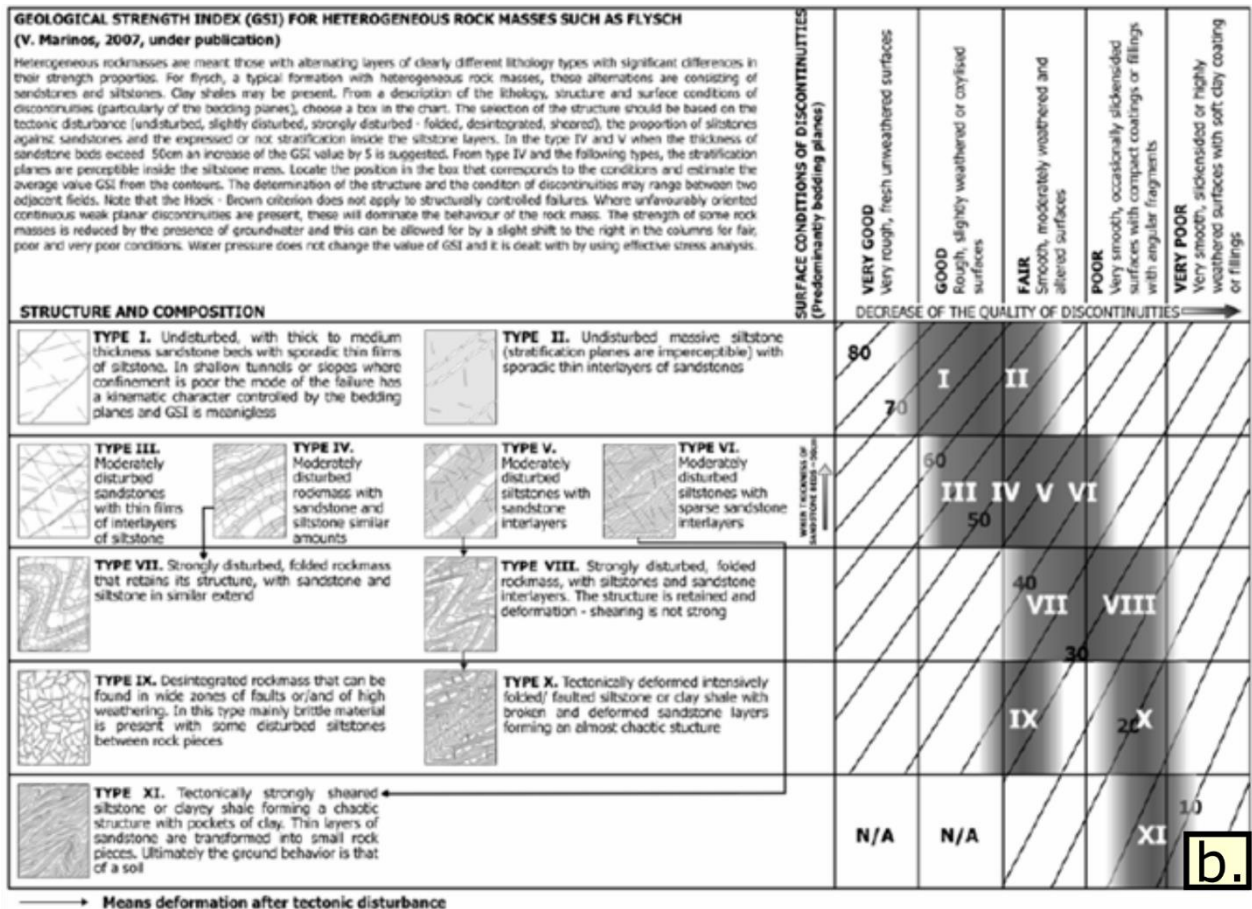 GEOLOGICAL STRENGTH INDEX (GSI) FOR HETEROGENEOUS ROCK MASSES SUCH AS FLYSCH
(V. Marinos, 2007, under publication)
Heterogeneous rockmasses are meant those with alternating layers of clearly different lithology types with significant differences in
their strength properties. For flysch, a typical formation with heterogeneous rock masses, these alternations are consisting of
sandstones and siltstones. Clay shales may be present. From a description of the lithology, structure and surface conditions of
discontinuities (particularly of the bedding planes), choose a box in the chart. The selection of the structure should be based on the
tectonic disturbance (undisturbed, slightly disturbed, strongly disturbed - folded, desintegrated, sheared), the proportion of siltstones
against sandstones and the expressed or not stratification inside the siltstone layers. In the type IV and V when the thickness of
sandstone beds exceed 50cm an increase of the GSI value by 5 is suggested. From type IV and the following types, the stratification
planes are perceptible inside the siltstone mass. Locate the position in the box that corresponds to the conditions and estimate the
average value GSI from the contours. The determination of the structure and the conditon of discontinuities may range between two
adjacent fields. Note that the Hoek - Brown criterion does not apply to structurally controlled failures. Where unfavourably oriented
continuous weak planar discontinuities are present, these will dominate the behaviour of the rock mass. The strength of some rock
masses is reduced by the presence of groundwater and this can be allowed for by a slight shift to the right in the columns for fair,
poor and very poor conditions. Water pressure does not change the value of GSI and it is dealt with by using effective stress analysis.
STRUCTURE AND COMPOSITION
SURFACE CONDITIONS OF DISCONTINUITIES
(Predominantly bedding planes)
VERY GOOD
Very rough, fresh unweathered surfaces
GOOD
Rough, slightly weathered or oxylised
surfaces
FAIR
Smooth, moderately weathered and
altered surfaces
POOR
Very smooth, occasionally slickensided
surfaces with compact coatings or fillings
with angular fragments
VERY POOR
Very smooth, slickensided or highly
weathered surfaces with soft clay coating
or fillings
DECREASE OF THE QUALITY OF DISCONTINUITIES
TYPE I. Undisturbed, with thick to medium
thickness sandstone beds with sporadic thin films
of siltstone. In shallow tunnels or slopes where
confinement is poor the mode of the failure has
a kinematic character controlled by the bedding
planes and GSI is meanigless
TYPE II. Undisturbed massive siltstone
(stratification planes are imperceptible) with
sporadic thin interlayers of sandstones
80
70
I
II
TYPE III.
Moderately
disturbed
sandstones
with thin films
of interlayers
of siltstone
TYPE IV.
Moderately
disturbed
rockmass with
sandstone and
siltstone similar
amounts
TYPE V.
Moderately
disturbed
siltstones with
sandstone
interlayers
TYPE VI.
Moderately
disturbed
siltstones with
sparse sandstone
interlayers
WHEN THICKNESS OF
SANDSTONE BEDS
60
III IV V VI
50
TYPE VII. Strongly disturbed, folded rockmass
that retains its structure, with sandstone and
siltstone in similar extend
TYPE VIII. Strongly disturbed, folded
rockmass, with siltstones and sandstone
interlayers. The structure is retained and
deformation - shearing is not strong
40
VII
VIII
30
TYPE IX. Desintegrated rockmass that can be
found in wide zones of faults or/and of high
weathering. In this type mainly brittle material
is present with some disturbed siltstones
between rock pieces
TYPE X. Tectonically deformed intensively
folded/ faulted siltstone or clay shale with
broken and deformed sandstone layers
forming an almost chaotic stucture
IX
20
X
TYPE XI. Tectonically strongly sheared
siltstone or clayey shale forming a chaotic
structure with pockets of clay. Thin layers of
sandstone are transformed into small rock
pieces. Ultimately the ground behavior is that
of a soil
N/A
N/A
10
XI
b.
Means deformation after tectonic disturbance